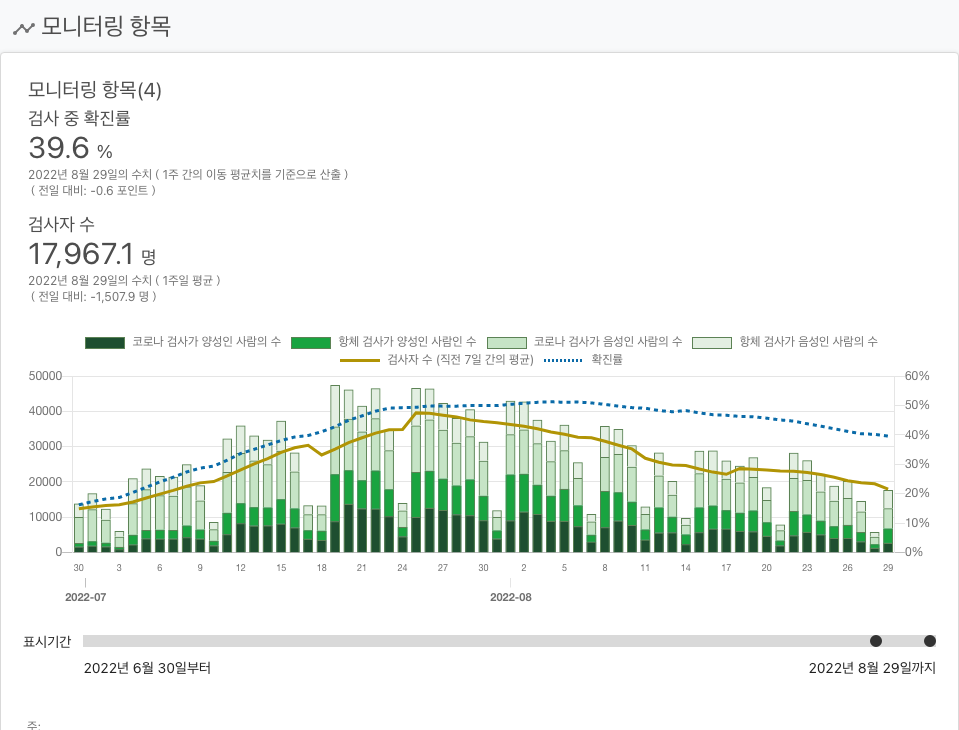 모니터링 항목
모니터링 항목(4)
검사 중 확진률
39.6 %
2022년 8월 29일의 수치 ( 1주 간의 이동 평균치를 기준으로 산출 )
( 전일 대비: -0.6 포인트 )
검사자 수
17,967.1 명
2022년 8월 29일의 수치 ( 1주일 평균 )
( 전일 대비: -1,507.9 명 )
코로나 검사가 양성인 사람의 수 항체 검사가 양성인 사람인 수 코로나 검사가 음성인 사람의 수 항체 검사가 음성인 사람의 수
검사자 수 (직전 7일 간의 평균) 확진률
50000 60%
40000 50%
30000 40%
20000 30%
10000 20%
0 10%
0%
30 3 6 9 12 15 18 21 24 27 30 2 5 8 11 14 17 20 23 26 29
2022-07 2022-08
표시기간
2022년 6월 30일부터 2022년 8월 29일까지
주: